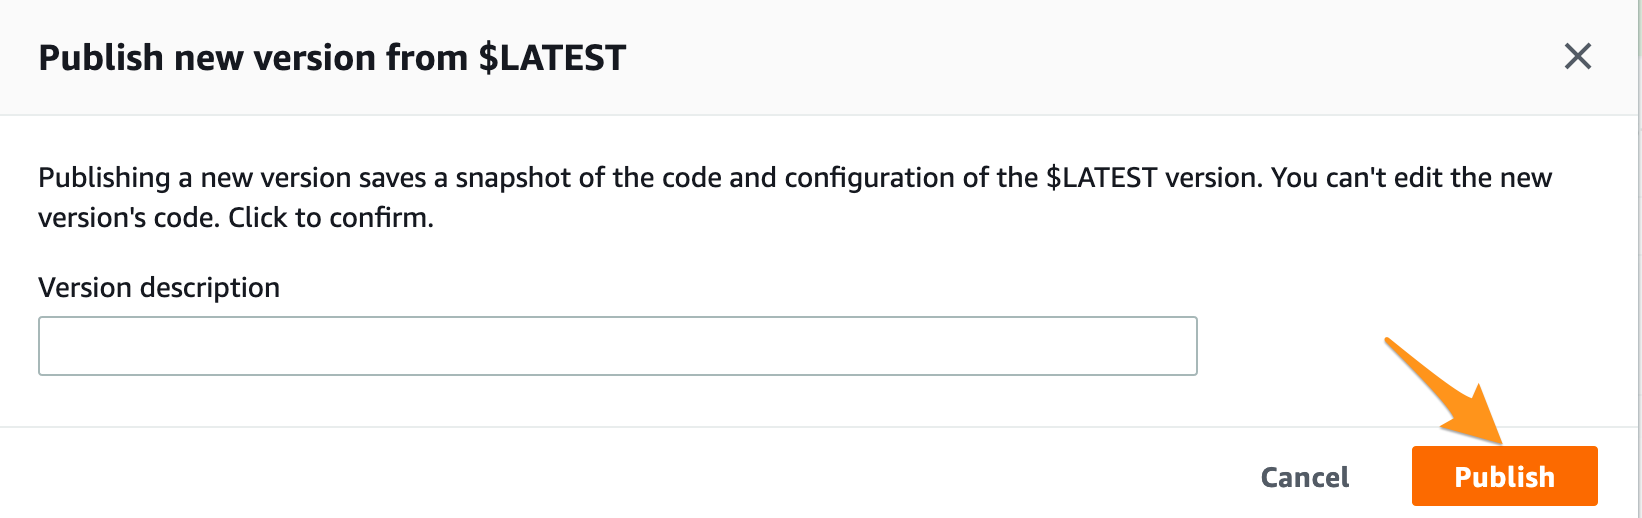 Publish new version from $LATEST
Publishing a new version saves a snapshot of the code and configuration of the $LATEST version. You can't edit the new
version's code. Click to confirm.
Version description
Cancel
Publish